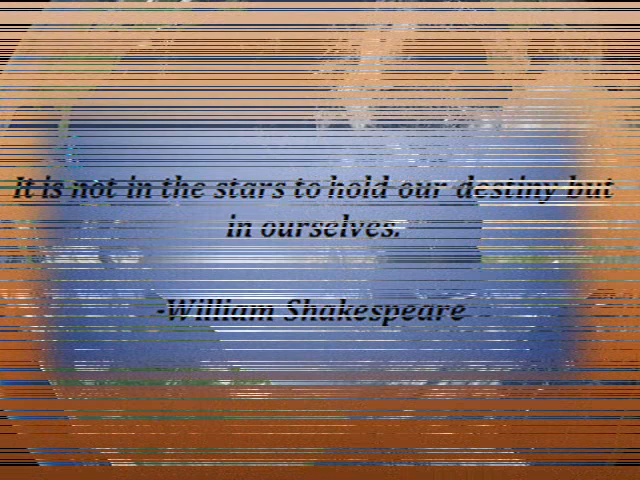 It is not in the stars to hold our destiny but
in ourselves.
-William Shakespeare